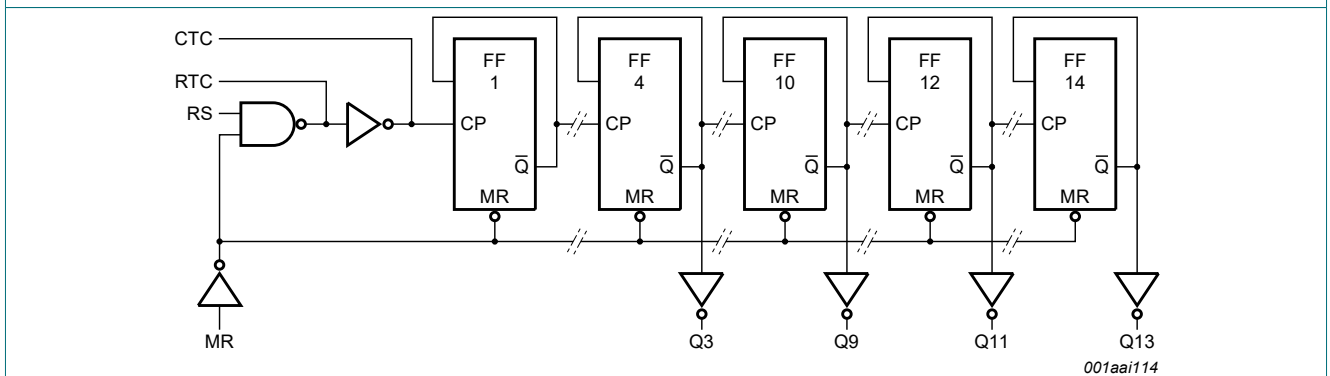 CTC
RTC
RS
FF
1
CP
Q̅
MR
FF
4
CP
Q̅
MR
FF
10
CP
Q̅
MR
FF
12
CP
Q̅
MR
FF
14
CP
Q̅
MR
MR
Q3
Q9
Q11
Q13
001aai114